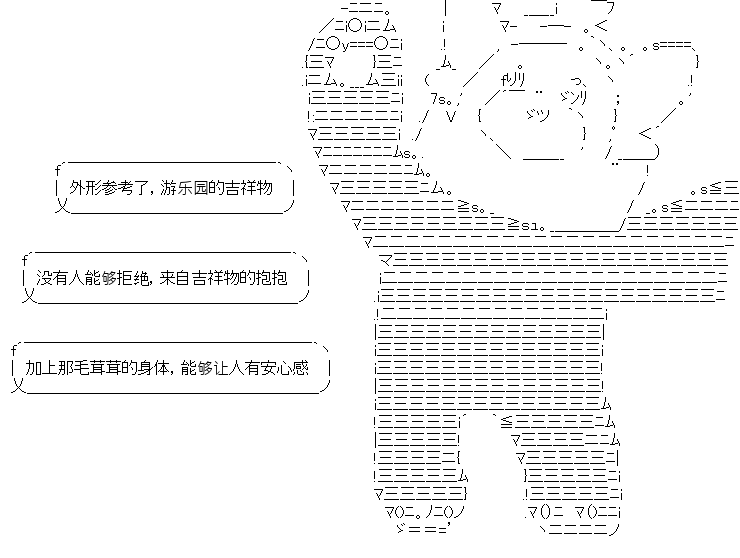 外形参考了，游乐园的吉祥物
没有人能够拒绝，来自吉祥物的抱抱
加上那毛茸茸的身体，能够让人有安心感